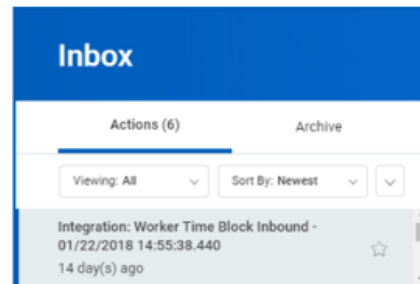 Inbox
Actions (6)
Archive
Viewing: All
Sort By: Newest
Integration: Worker Time Block Inbound -
01/22/2018 14:55:38.440
14 day(s) ago